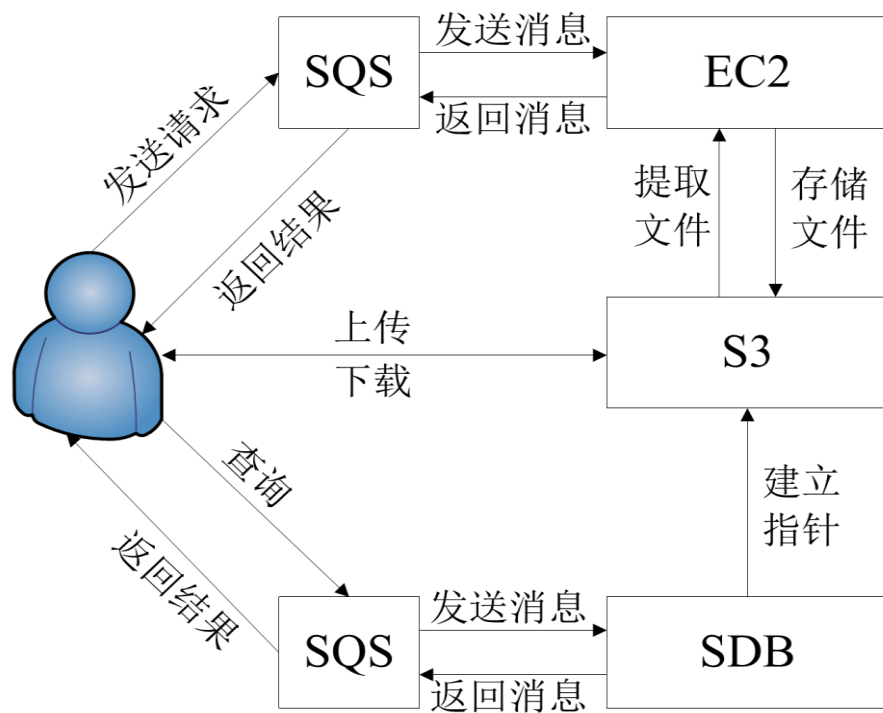 发送消息
SQS
EC2
返回消息
发送请求
提取
文件
存储
文件
返回结果
上传
S3
下载
查询
建立
指针
返回结果
发送消息
SQS
SDB
返回消息